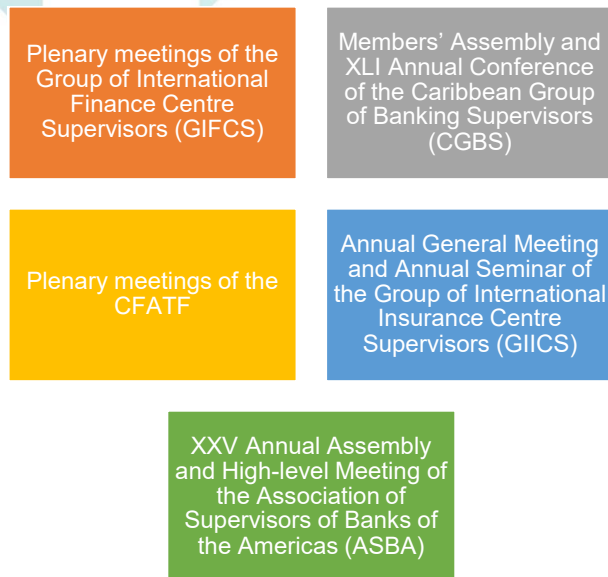 Plenary meetings of the
Group of International
Finance Centre
Supervisors (GIFCS)
Members’ Assembly and
XLI Annual Conference
of the Caribbean Group
of Banking Supervisors
(CGBS)
Plenary meetings of the
CFATF
Annual General Meeting
and Annual Seminar of
the Group of International
Insurance Centre
Supervisors (GIICS)
XXV Annual Assembly
and High-level Meeting of
the Association of
Supervisors of Banks of
the Americas (ASBA)